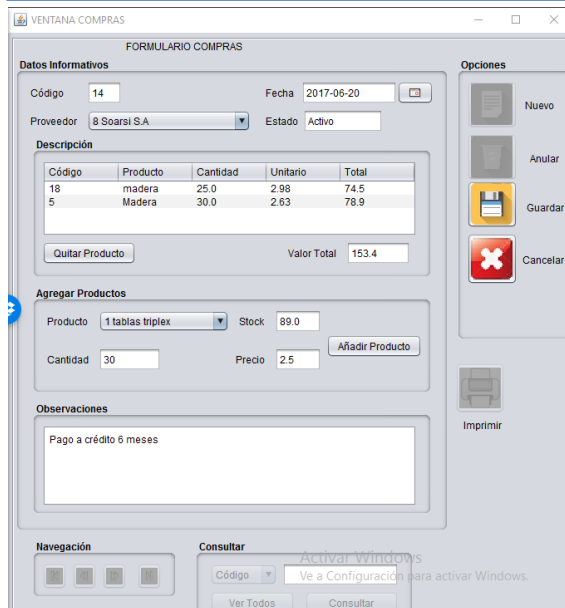 VENTANA COMPRAS
FORMULARIO COMPRAS
Datos Informativos
Opciones
Código 14 Fecha 2017-06-20
Nuevo
Proveedor 8 Soarsi S.A Estado Activo
Descripción
Anular
Código Producto Cantidad Unitario Total
18 madera 25.0 2.98 74.5
5 Madera 30.0 2.63 78.9
Guardar
Quitar Producto Valor Total 153.4
Cancelar
Agregar Productos
Producto 1 tablas triplex Stock 89.0
Añadir Producto
Cantidad 30 Precio 2.5
Observaciones
Imprimir
Pago a crédito 6 meses
Navegación
Consultar
Activar Windows
Código
Ve a Configuración para activar Windows.
Ver Todos Consultar